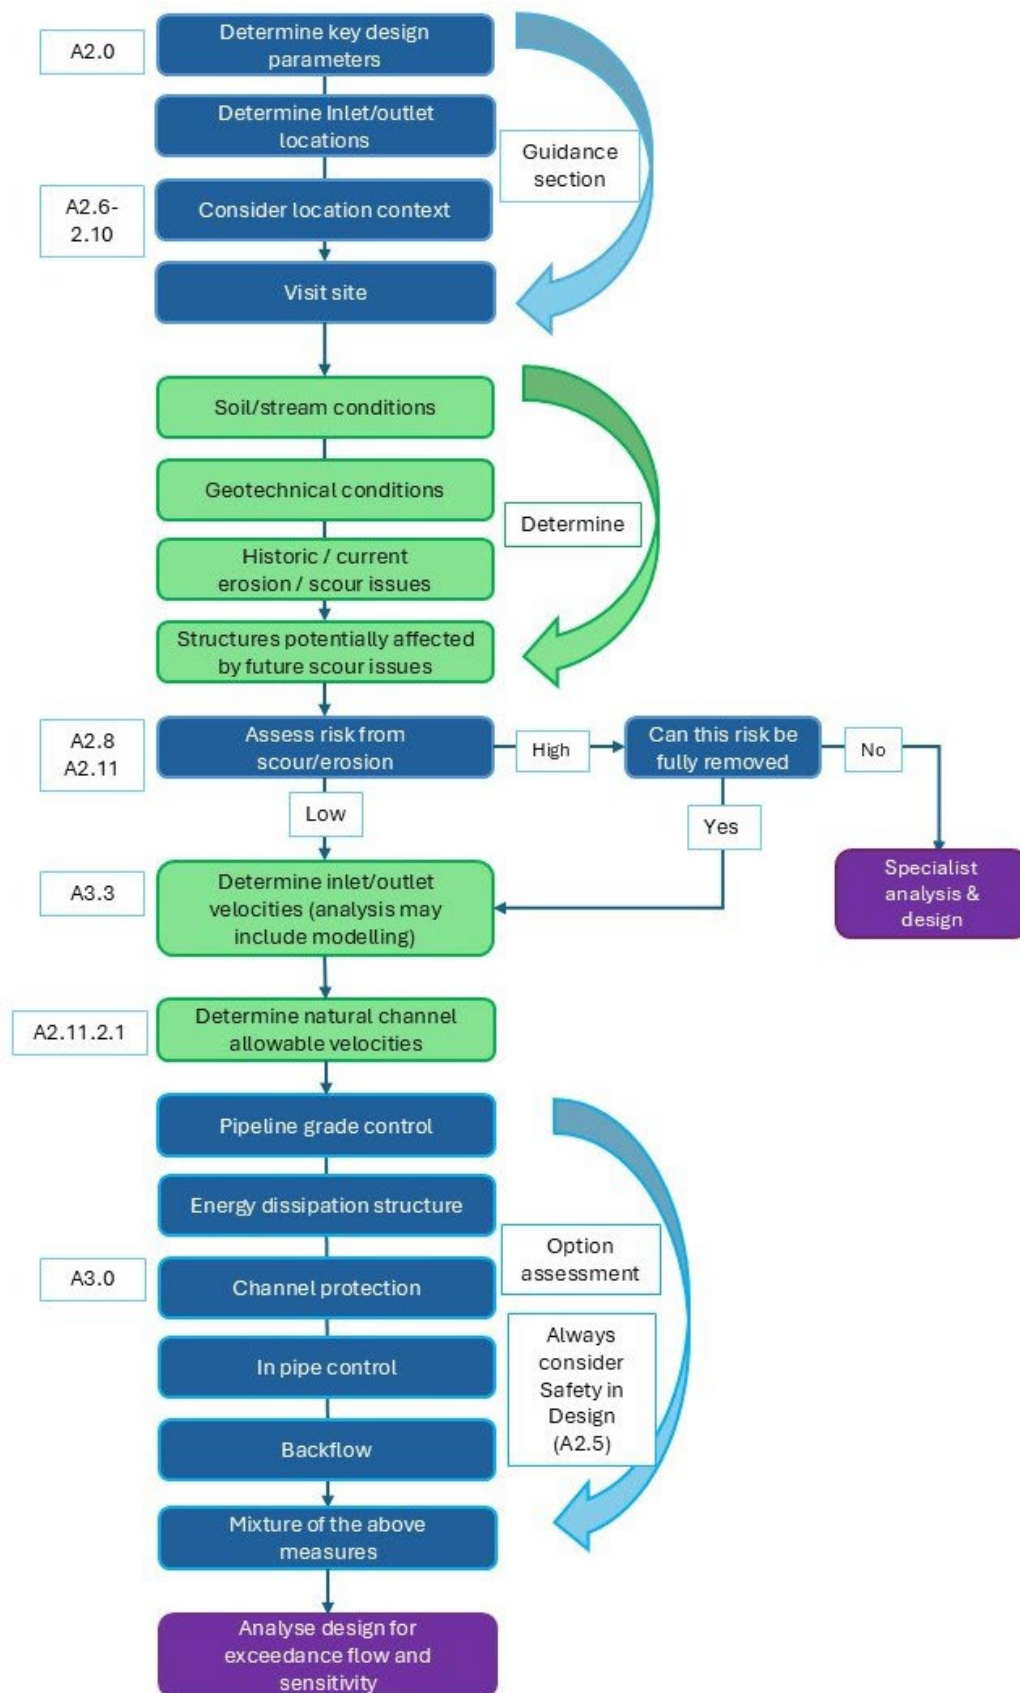 A2.0
Determine key design
parameters
Determine Inlet/outlet
locations
Guidance
section
A2.6-
2.10
Consider location context
Visit site
Soil/stream conditions
Geotechnical conditions
Determine
Historic / current
erosion / scour issues
Structures potentially affected
by future scour issues
A2.8
A2.11
Assess risk from
scour/erosion
High
Can this risk be
fully removed
No
Low
Yes
Specialist
analysis &
design
A3.3
Determine inlet/outlet
velocities (analysis may
include modelling)
A2.11.2.1
Determine natural channel
allowable velocities
Pipeline grade control
Energy dissipation structure
Option
assessment
A3.0
Channel protection
Always
consider
Safety in
Design
(A2.5)
In pipe control
Backflow
Mixture of the above
measures
Analyse design for
exceedance flow and
sensitivity